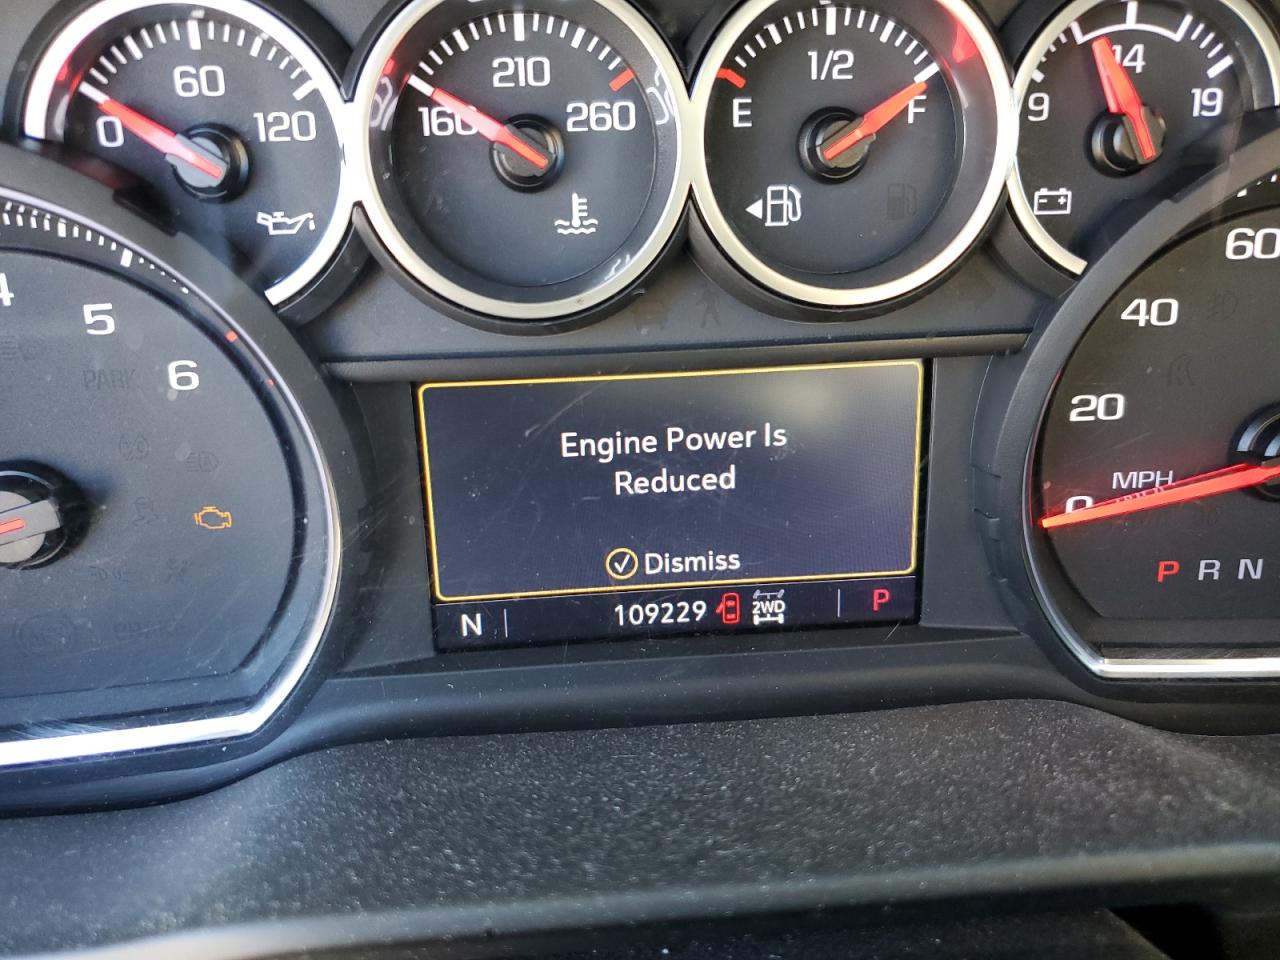 0 60 120
160 210 260
E 1/2 F
9 14 19
4 5 6
PARK
60
40
20
0
MPH
P R N
Engine Power Is
Reduced
Dismiss
N 109229 2WD P